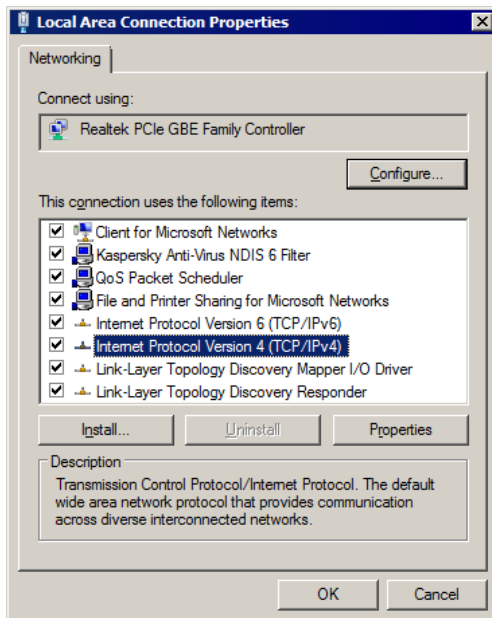 Local Area Connection Properties
Networking
Connect using:
Realtek PCIe GBE Family Controller
Configure...
This connection uses the following items:
Client for Microsoft Networks
Kaspersky Anti-Virus NDIS 6 Filter
QoS Packet Scheduler
File and Printer Sharing for Microsoft Networks
Internet Protocol Version 6 (TCP/IPv6)
Internet Protocol Version 4 (TCP/IPv4)
Link-Layer Topology Discovery Mapper I/O Driver
Link-Layer Topology Discovery Responder
Install... Uninstall Properties
Description
Transmission Control Protocol/Internet Protocol. The default
wide area network protocol that provides communication
across diverse interconnected networks.
OK Cancel